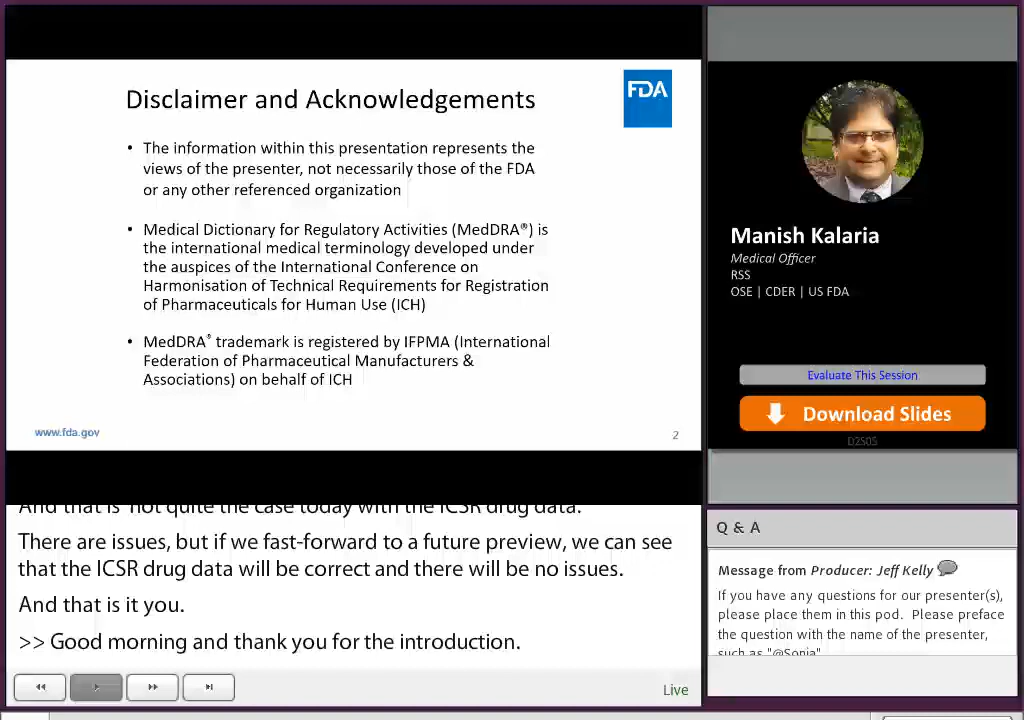 Disclaimer and Acknowledgements
FDA
• The information within this presentation represents the
views of the presenter, not necessarily those of the FDA
or any other referenced organization
• Medical Dictionary for Regulatory Activities (MedDRA®) is
the international medical terminology developed under
the auspices of the International Conference on
Harmonisation of Technical Requirements for Registration
of Pharmaceuticals for Human Use (ICH)
• MedDRA® trademark is registered by IFPMA (International
Federation of Pharmaceutical Manufacturers &
Associations) on behalf of ICH
www.fda.gov
2
Manish Kalaria
Medical Officer
RSS
OSE | CDER | US FDA
Evaluate This Session
Download Slides
D2S05
And that is not quite the case today with the ICSR drug data.
There are issues, but if we fast-forward to a future preview, we can see
that the ICSR drug data will be correct and there will be no issues.
And that is it you.
>> Good morning and thank you for the introduction.
Live
Q & A
Message from Producer: Jeff Kelly
If you have any questions for our presenter(s),
please place them in this pod. Please preface
the question with the name of the presenter,
such as "@Sonja"